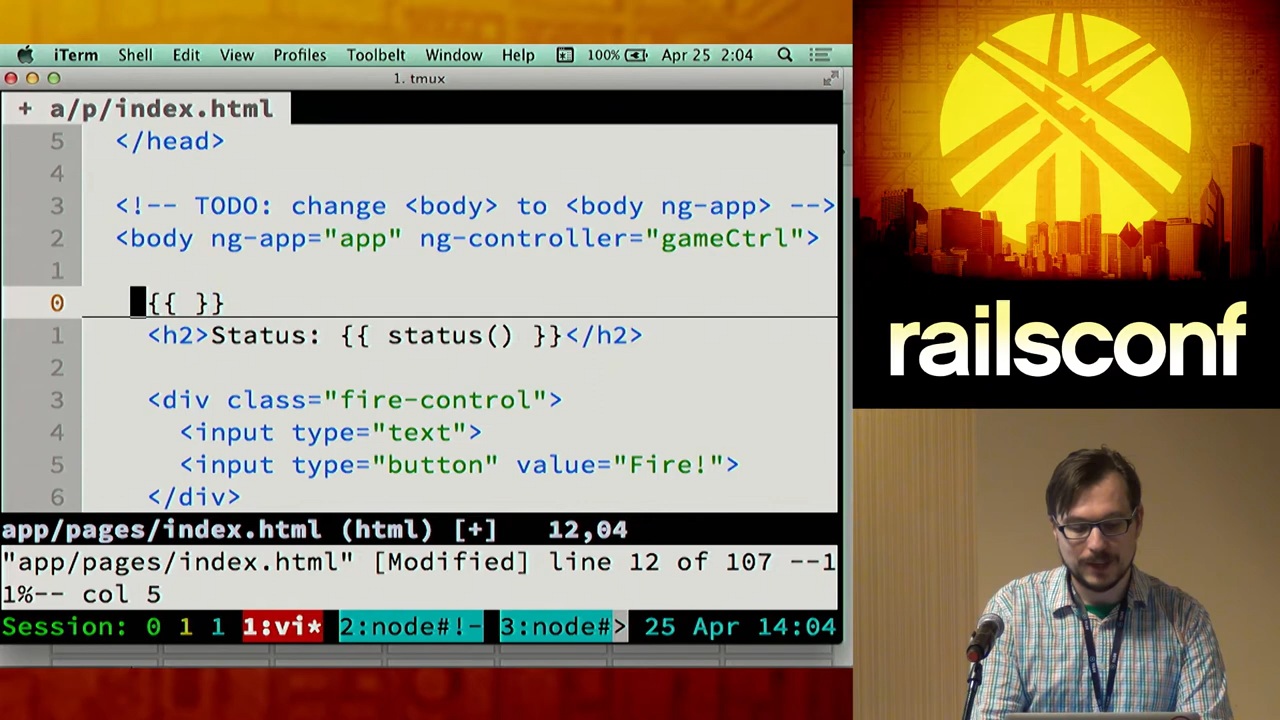 iTerm Shell Edit View Profiles Toolbelt Window Help 100% Apr 25 2:04
1. tmux
+ a/p/index.html
5 </head>
4
3 <!-- TODO: change <body> to <body ng-app> -->
2 <body ng-app="app" ng-controller="gameCtrl">
1
0 {{ }}
1 <h2>Status: {{ status() }}</h2>
2
3 <div class="fire-control">
4 <input type="text">
5 <input type="button" value="Fire!">
6 </div>
app/pages/index.html (html) [+] 12,04
"app/pages/index.html" [Modified] line 12 of 107 --1
1%-- col 5
Session: 0 1 1 1:vi* 2:node#!- 3:node#> 25 Apr 14:04
railsconf